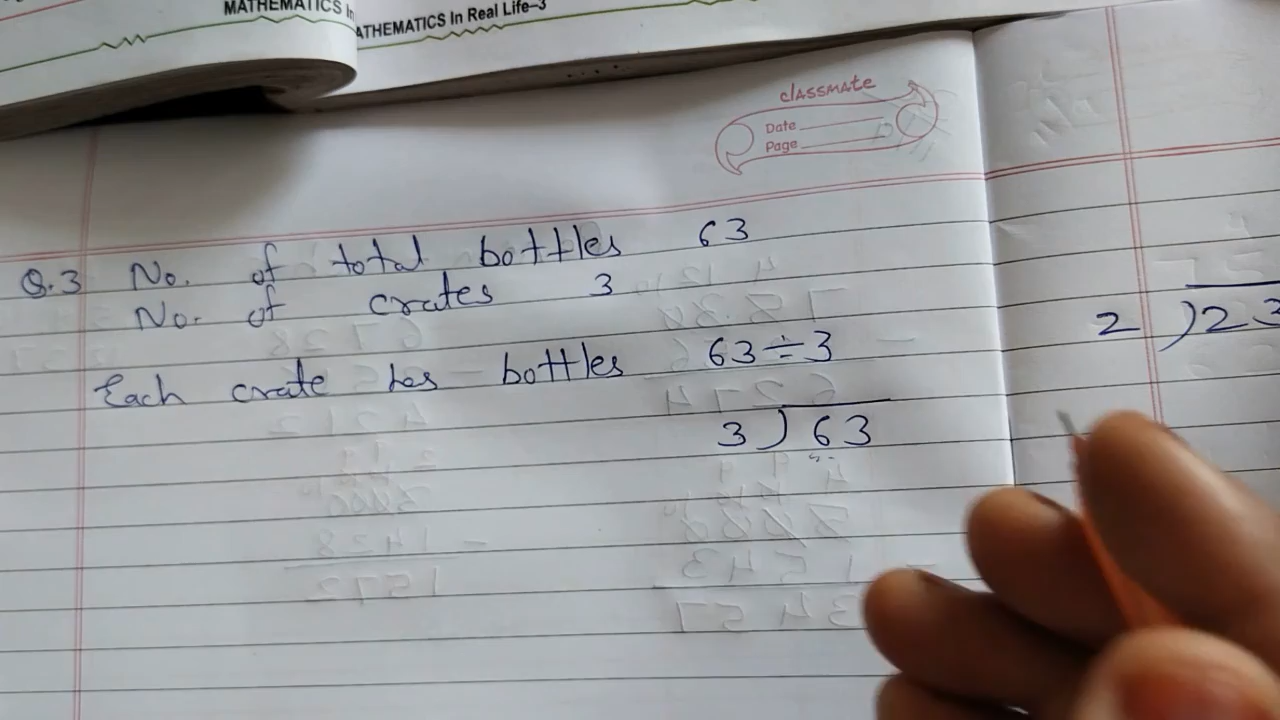 MATHEMATICS In
MATHEMATICS In Real Life-3
classmate
Date
Page
Q.3 No. of total bottles 63
No. of crates 3
Each crate has bottles 63÷3
3)63
2)23